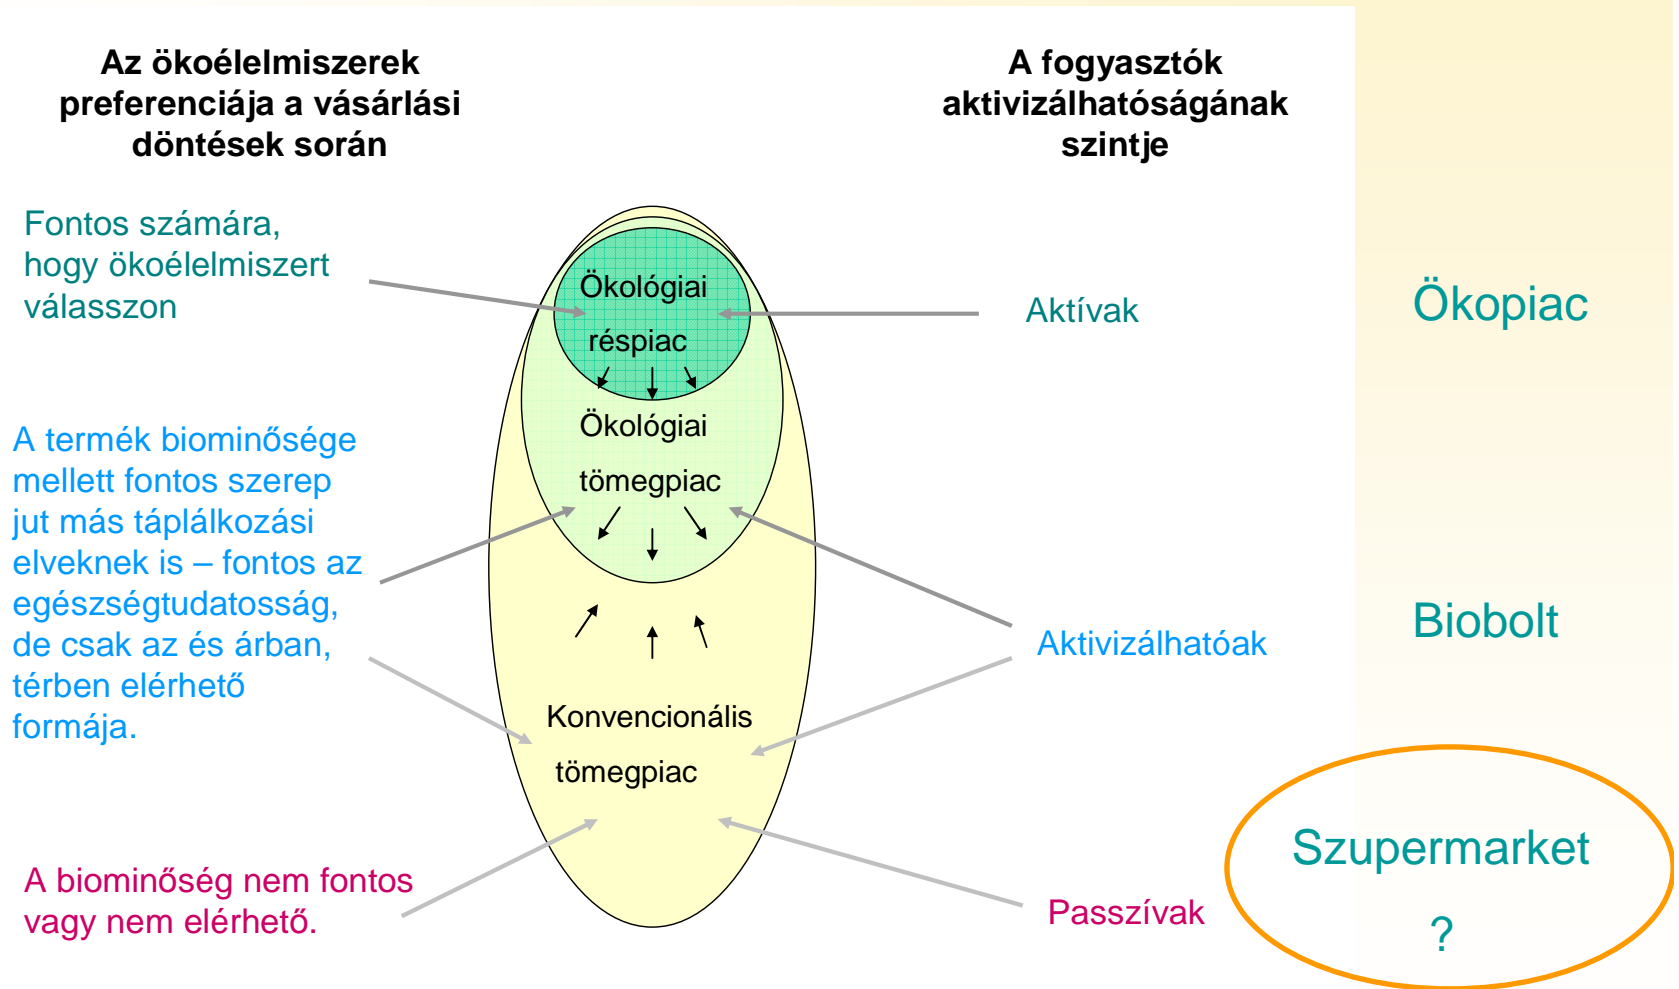 Az ökoélelmiszerek
preferenciája a vásárlási
döntések során
A fogyasztók
aktivizálhatóságának
szintje
Fontos számára,
hogy ökoélelmiszert
válasszon
Ökológiai
réspiac
Aktívak
Ökopiac
A termék biominősége
mellett fontos szerep
jut más táplálkozási
elveknek is – fontos az
egészségtudatosság,
de csak az és árban,
térben elérhető
formája.
Ökológiai
tömegpiac
Aktivizálhatóak
Biobolt
Konvencionális
tömegpiac
A biominőség nem fontos
vagy nem elérhető.
Passzívak
Szupermarket
?